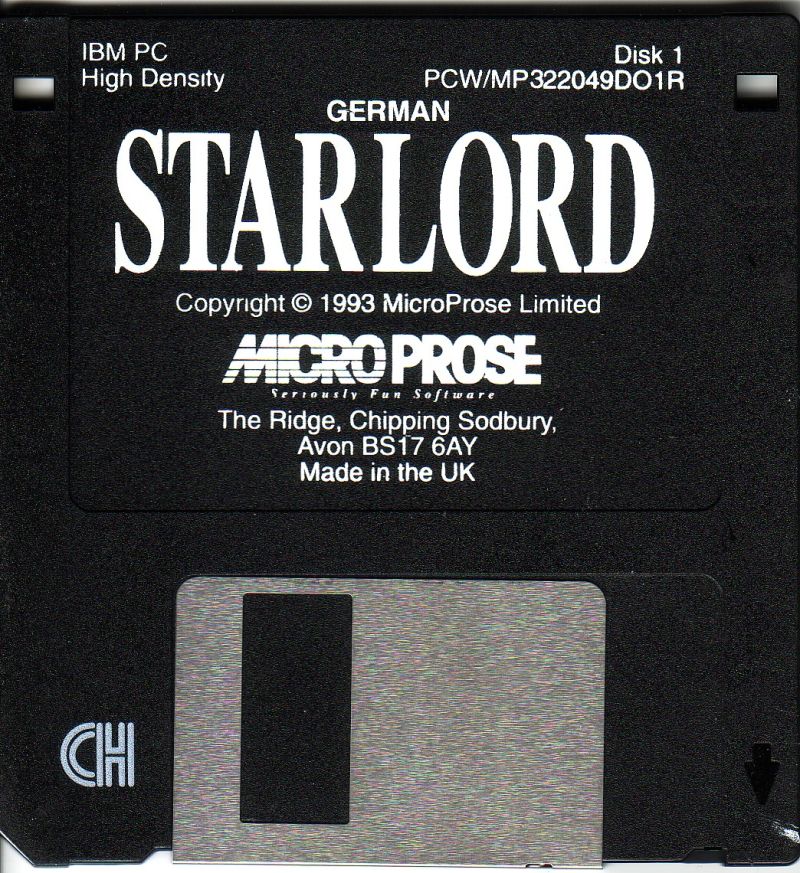 IBM PC
High Density
Disk 1
PCW/MP322049DO1R
GERMAN
STARLORD
Copyright © 1993 MicroProse Limited
MICROPROSE
Seriously Fun Software
The Ridge, Chipping Sodbury,
Avon BS17 6AY
Made in the UK
CH